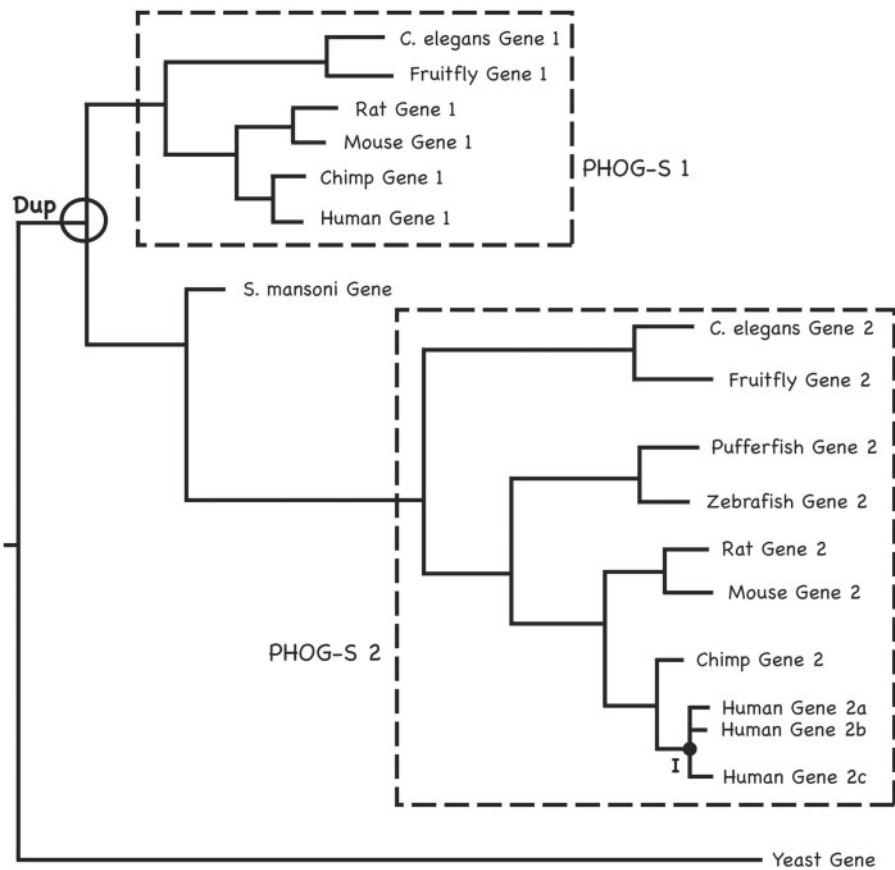 C. elegans Gene 1
Fruitfly Gene 1
Rat Gene 1
Mouse Gene 1
PHOG-S 1
Chimp Gene 1
Dup
Human Gene 1
S. mansoni Gene
C. elegans Gene 2
Fruitfly Gene 2
Pufferfish Gene 2
Zebrafish Gene 2
Rat Gene 2
Mouse Gene 2
PHOG-S 2
Chimp Gene 2
Human Gene 2a
Human Gene 2b
I
Human Gene 2c
Yeast Gene